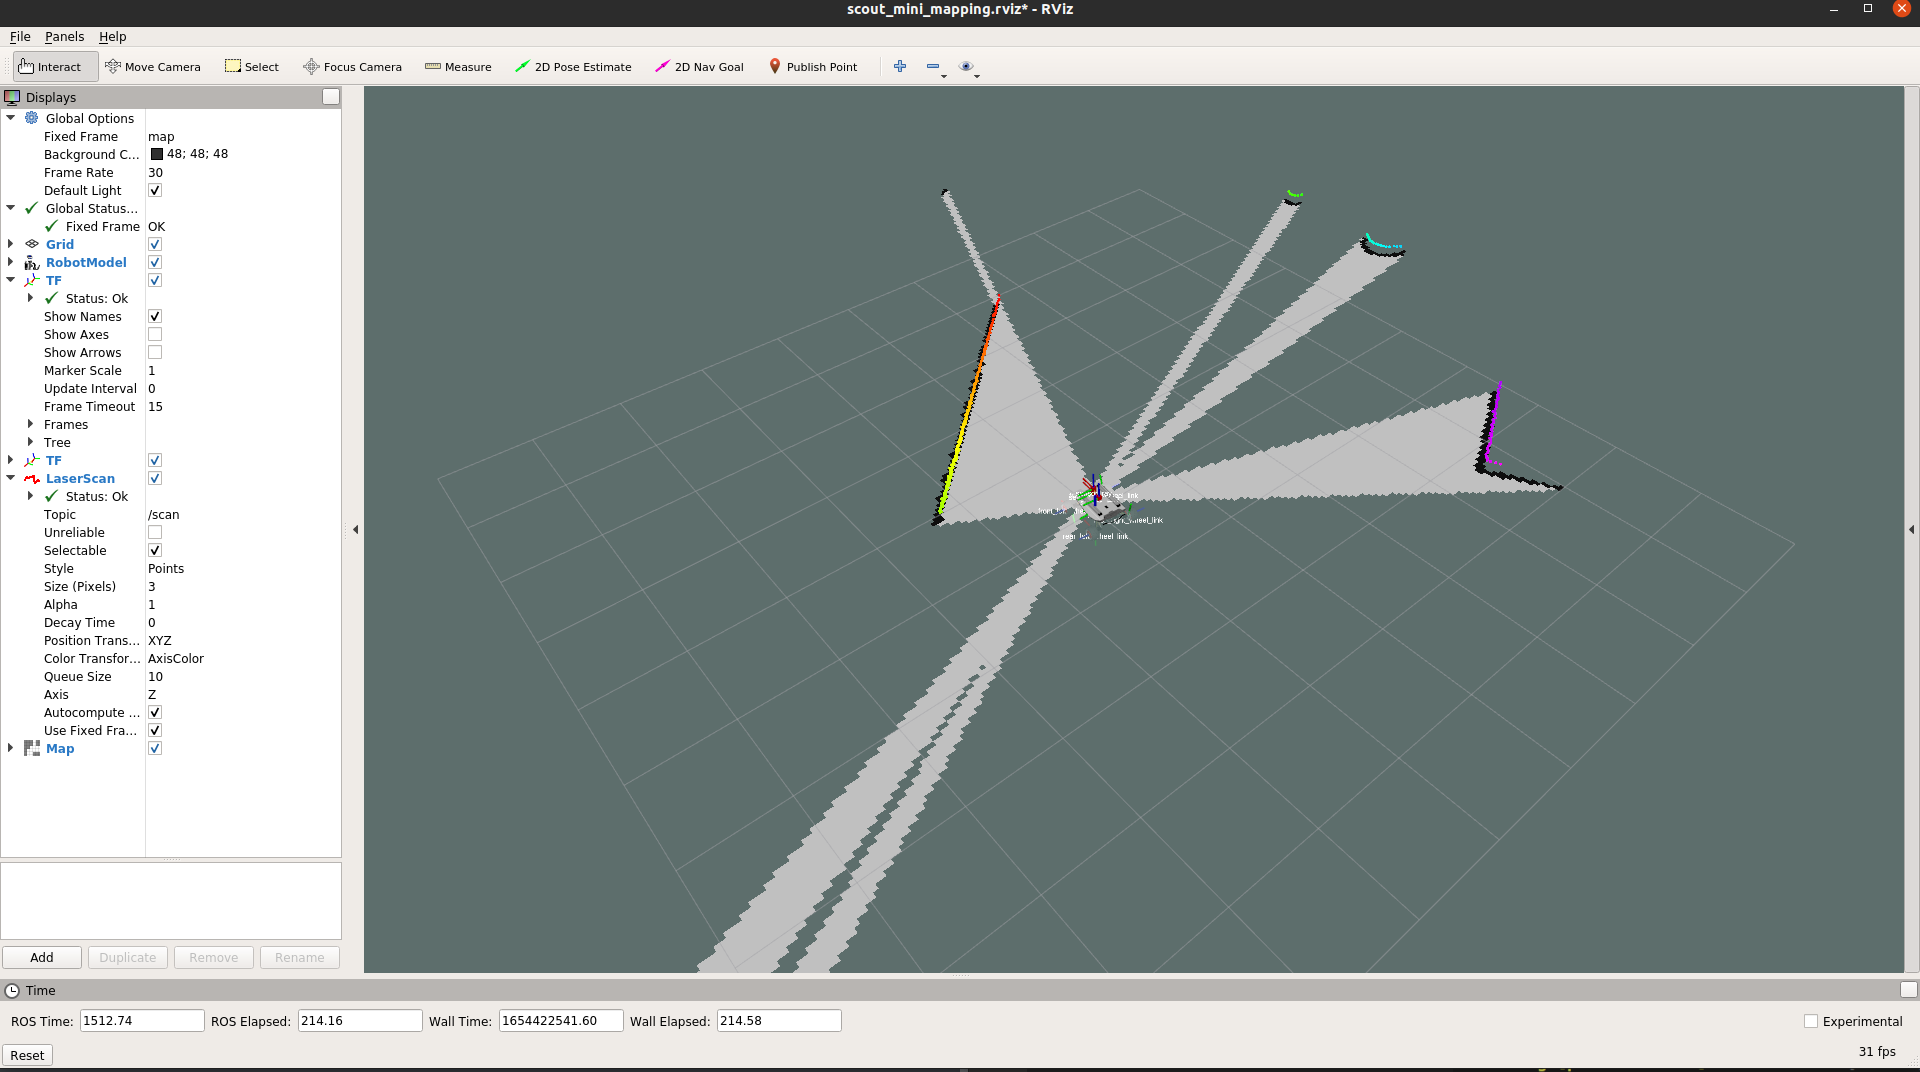 scout_mini_mapping.rviz* - RViz
File Panels Help
Interact Move Camera Select Focus Camera Measure 2D Pose Estimate 2D Nav Goal Publish Point
Displays
Global Options
Fixed Frame map
Background C... 48; 48; 48
Frame Rate 30
Default Light
Global Status...
Fixed Frame OK
Grid
RobotModel
TF
Status: Ok
Show Names
Show Axes
Show Arrows
Marker Scale 1
Update Interval 0
Frame Timeout 15
Frames
Tree
TF
LaserScan
Status: Ok
Topic /scan
Unreliable
Selectable
Style Points
Size (Pixels) 3
Alpha 1
Decay Time 0
Position Trans... XYZ
Color Transfor... AxisColor
Queue Size 10
Axis Z
Autocompute ...
Use Fixed Fra...
Map
Add Duplicate Remove Rename
Time
ROS Time: 1512.74 ROS Elapsed: 214.16 Wall Time: 1654422541.60 Wall Elapsed: 214.58 Experimental
Reset 31 fps